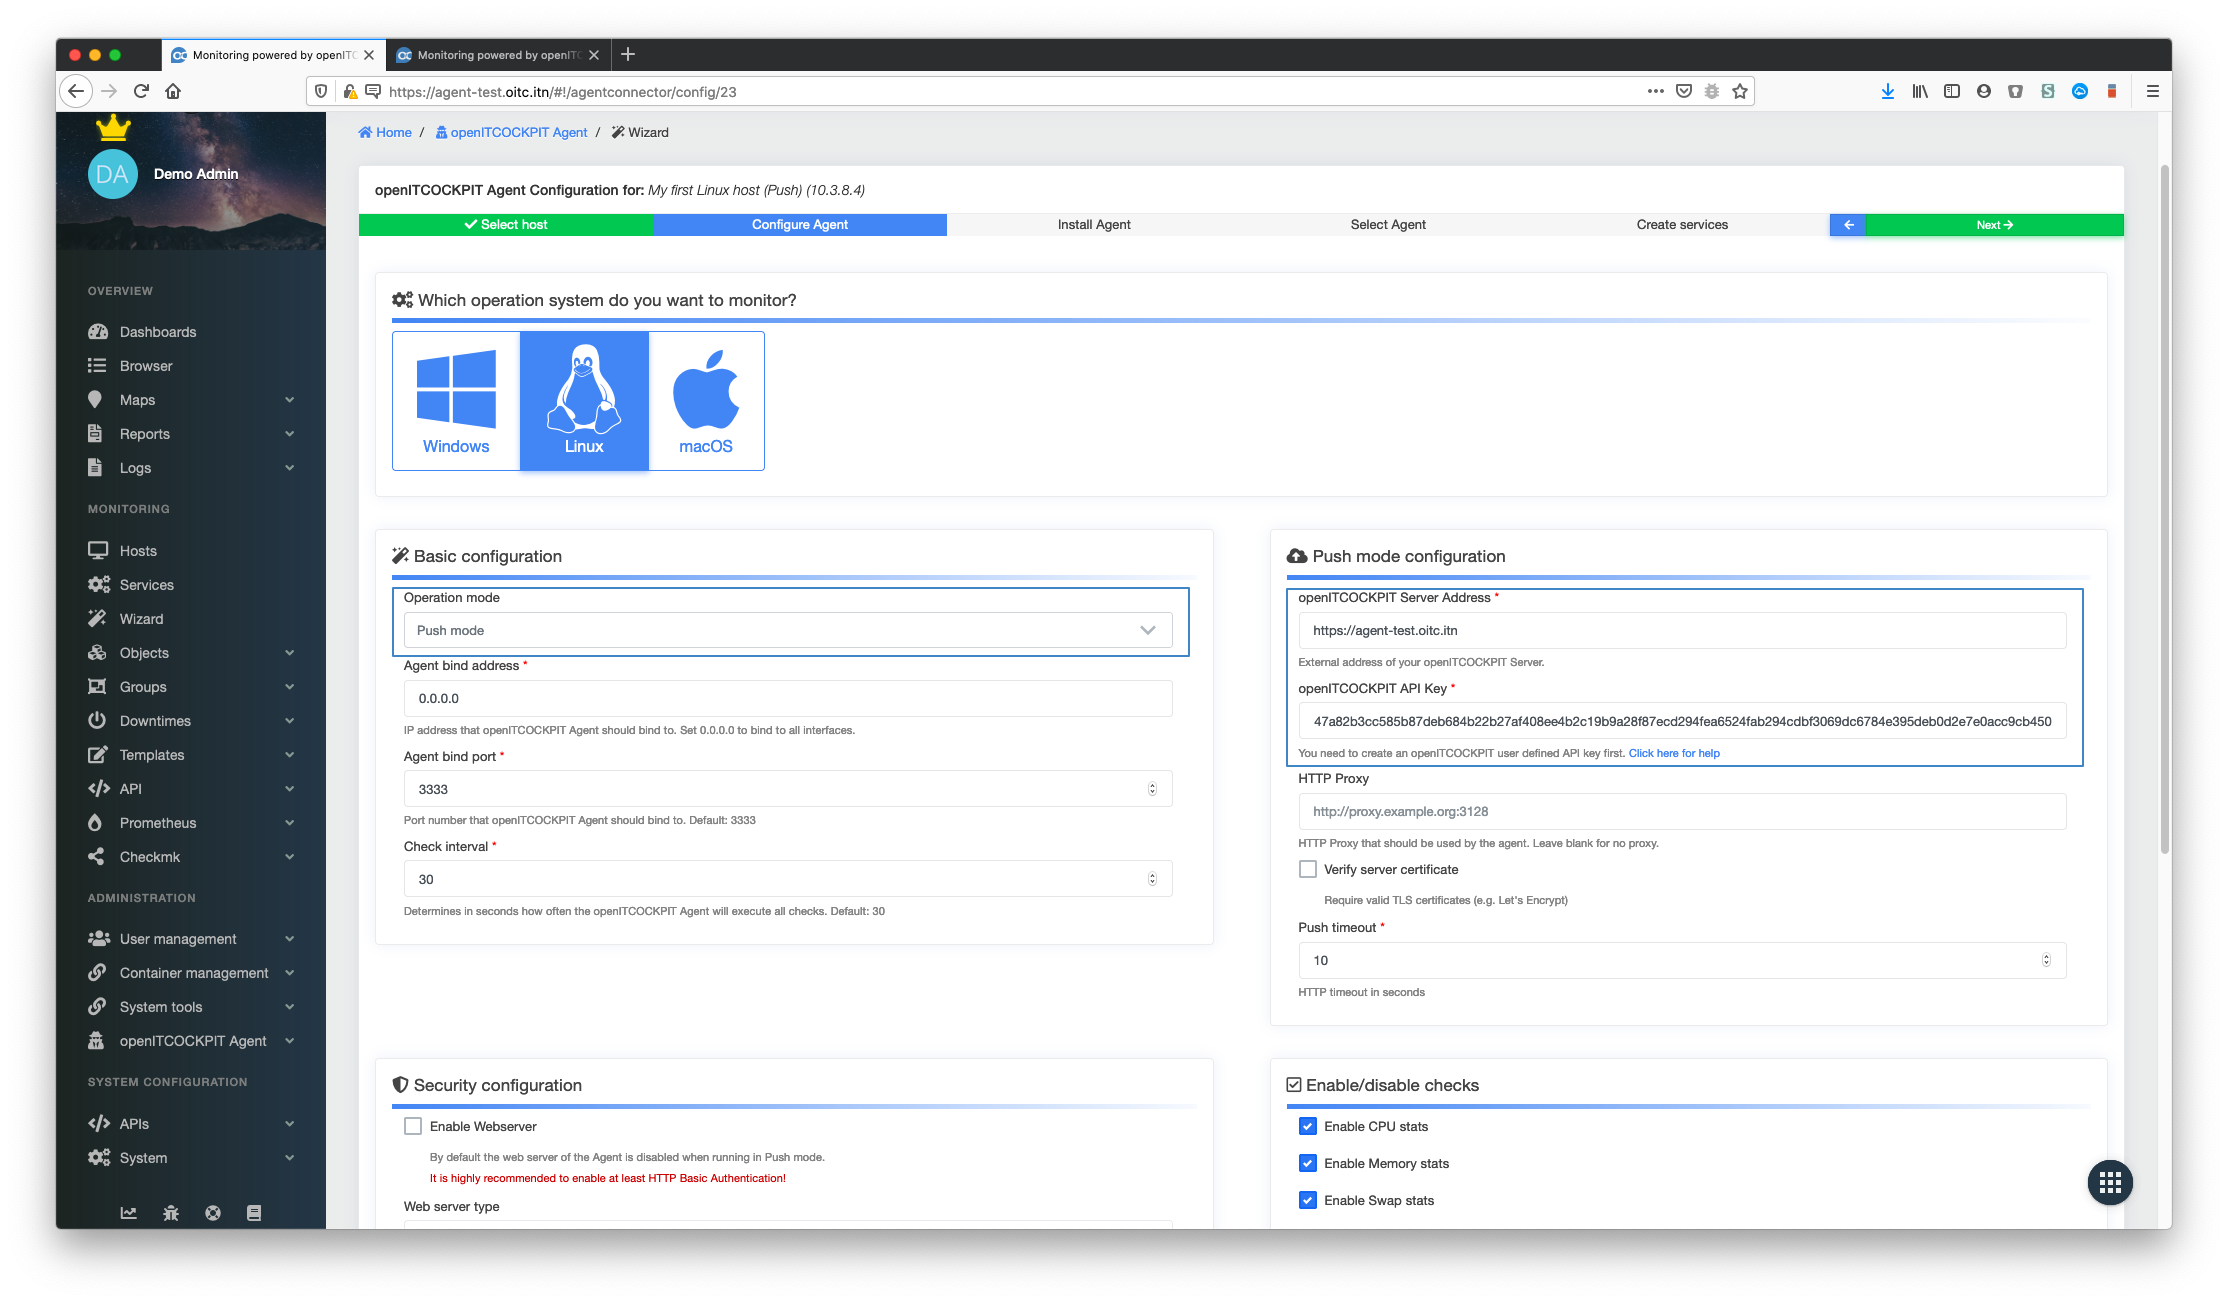 Monitoring powered by openITC
Monitoring powered by openITC
https://agent-test.oitc.itn/#!/agentconnector/config/23
DA
Demo Admin
OVERVIEW
Dashboards
Browser
Maps
Reports
Logs
MONITORING
Hosts
Services
Wizard
Objects
Groups
Downtimes
Templates
API
Prometheus
Checkmk
ADMINISTRATION
User management
Container management
System tools
openITCOCKPIT Agent
SYSTEM CONFIGURATION
APIs
System
Home / openITCOCKPIT Agent / Wizard
openITCOCKPIT Agent Configuration for: My first Linux host (Push) (10.3.8.4)
Select host
Configure Agent
Install Agent
Select Agent
Create services
Next
Which operation system do you want to monitor?
Windows
Linux
macOS
Basic configuration
Operation mode
Push mode
Agent bind address *
0.0.0.0
IP address that openITCOCKPIT Agent should bind to. Set 0.0.0.0 to bind to all interfaces.
Agent bind port *
3333
Port number that openITCOCKPIT Agent should bind to. Default: 3333
Check interval *
30
Determines in seconds how often the openITCOCKPIT Agent will execute all checks. Default: 30
Push mode configuration
openITCOCKPIT Server Address *
https://agent-test.oitc.itn
External address of your openITCOCKPIT Server.
openITCOCKPIT API Key *
47a82b3cc585b87deb684b22b27af408ee4b2c19b9a28f87ecd294fea6524fab294cdbf3069dc6784e395deb0d2e7e0acc9cb450
You need to create an openITCOCKPIT user defined API key first. Click here for help
HTTP Proxy
http://proxy.example.org:3128
HTTP Proxy that should be used by the agent. Leave blank for no proxy.
Verify server certificate
Require valid TLS certificates (e.g. Let's Encrypt)
Push timeout *
10
HTTP timeout in seconds
Security configuration
Enable Webserver
By default the web server of the Agent is disabled when running in Push mode.
It is highly recommended to enable at least HTTP Basic Authentication!
Web server type
Enable/disable checks
Enable CPU stats
Enable Memory stats
Enable Swap stats